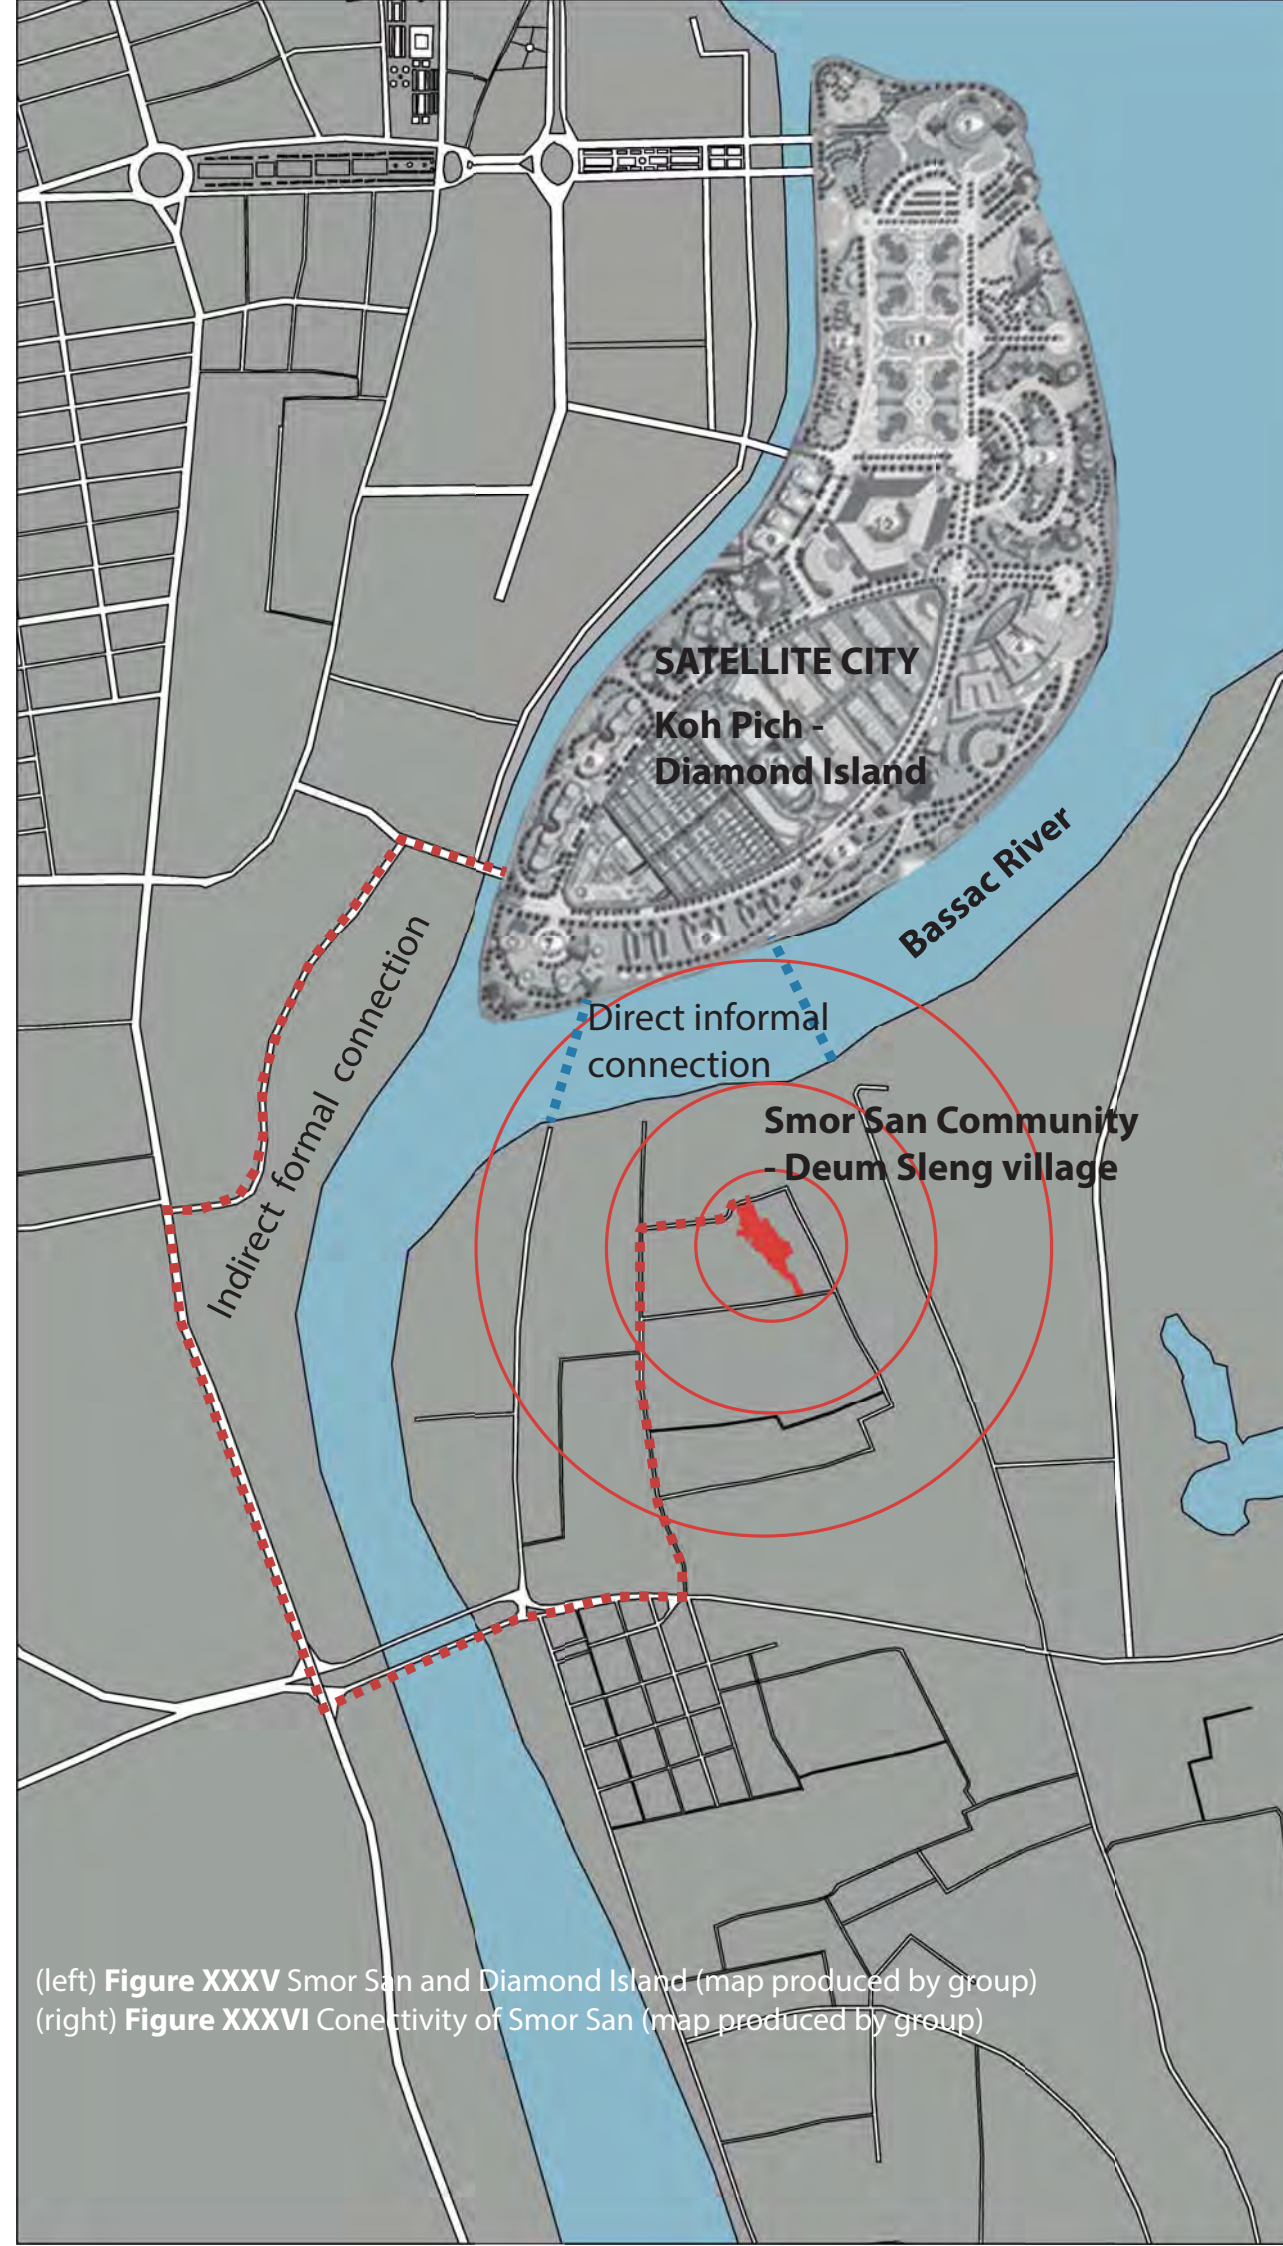 SATELLITE CITY
Koh Pich -
Diamond Island
Bassac River
Indirect formal connection
Direct informal
connection
Smor San Community
- Deum Sleng village
(left) Figure XXXV Smor San and Diamond Island (map produced by group)
(right) Figure XXXVI Conectivity of Smor San (map produced by group)